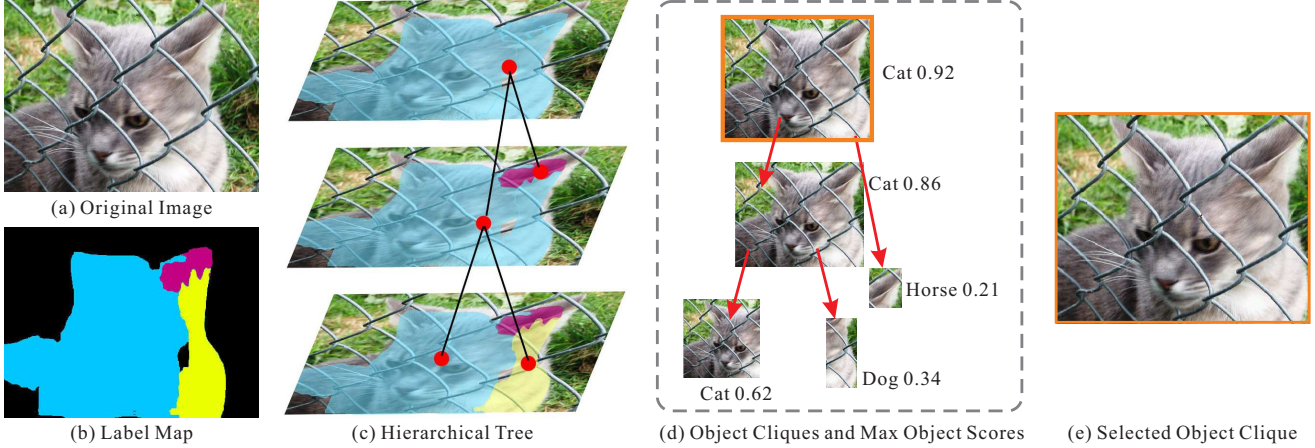 Cat 0.92
Cat 0.86
Horse 0.21
Dog 0.34
Cat 0.62
(a) Original Image
(b) Label Map
(c) Hierarchical Tree
(d) Object Cliques and Max Object Scores
(e) Selected Object Clique